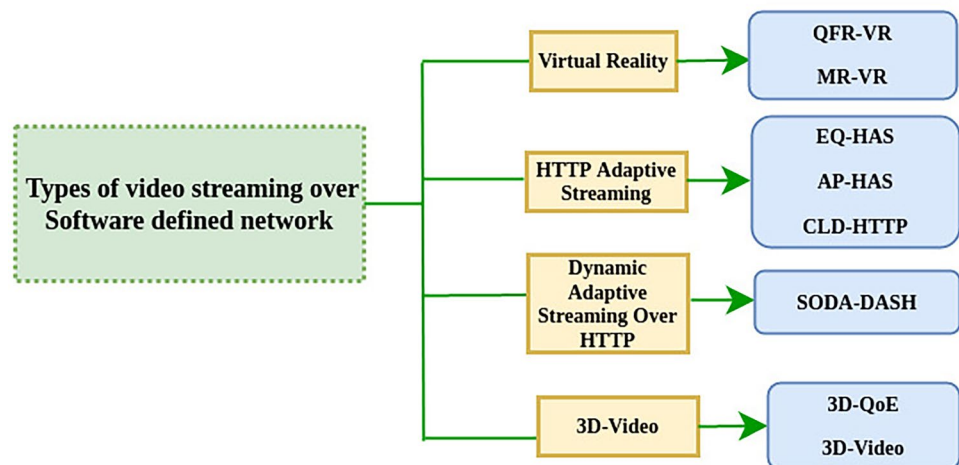 Types of video streaming over
Software defined network
Virtual Reality
QFR-VR
MR-VR
HTTP Adaptive
Streaming
EQ-HAS
AP-HAS
CLD-HTTP
Dynamic
Adaptive
Streaming Over
HTTP
SODA-DASH
3D-Video
3D-QoE
3D-Video